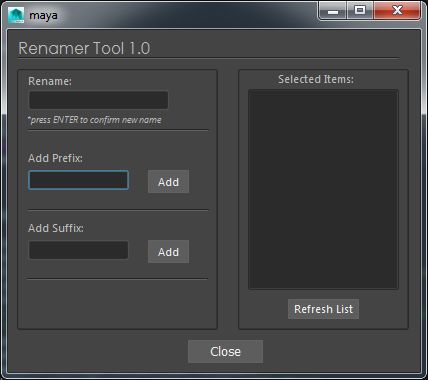 maya
Renamer Tool 1.0
Rename:
*press ENTER to confirm new name
Add Prefix:
Add
Add Suffix:
Add
Selected Items:
Refresh List
Close